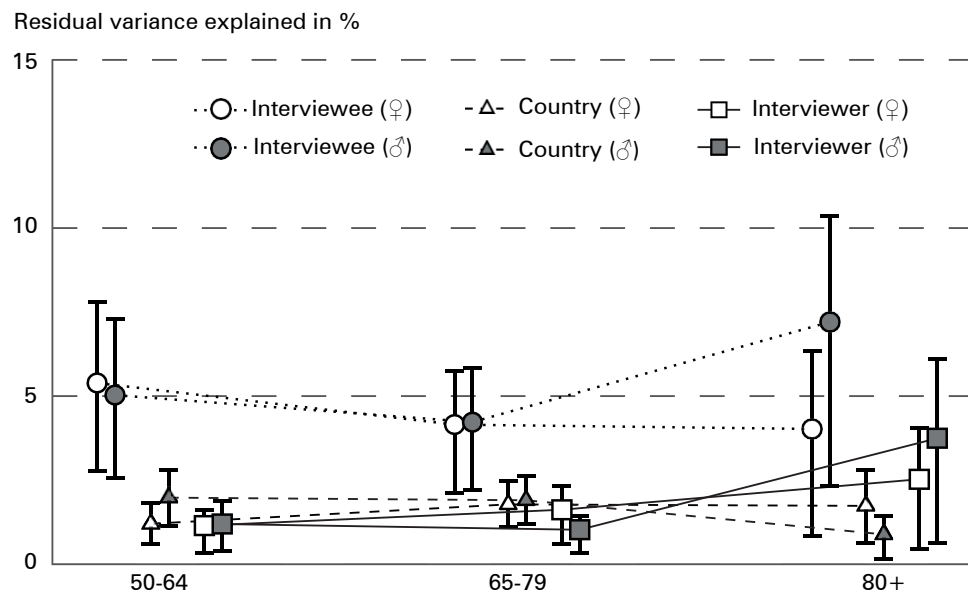 Residual variance explained in %
15
Interviewee (♀) Country (♀) Interviewer (♀)
Interviewee (♂) Country (♂) Interviewer (♂)
10
5
0
50-64 65-79 80+